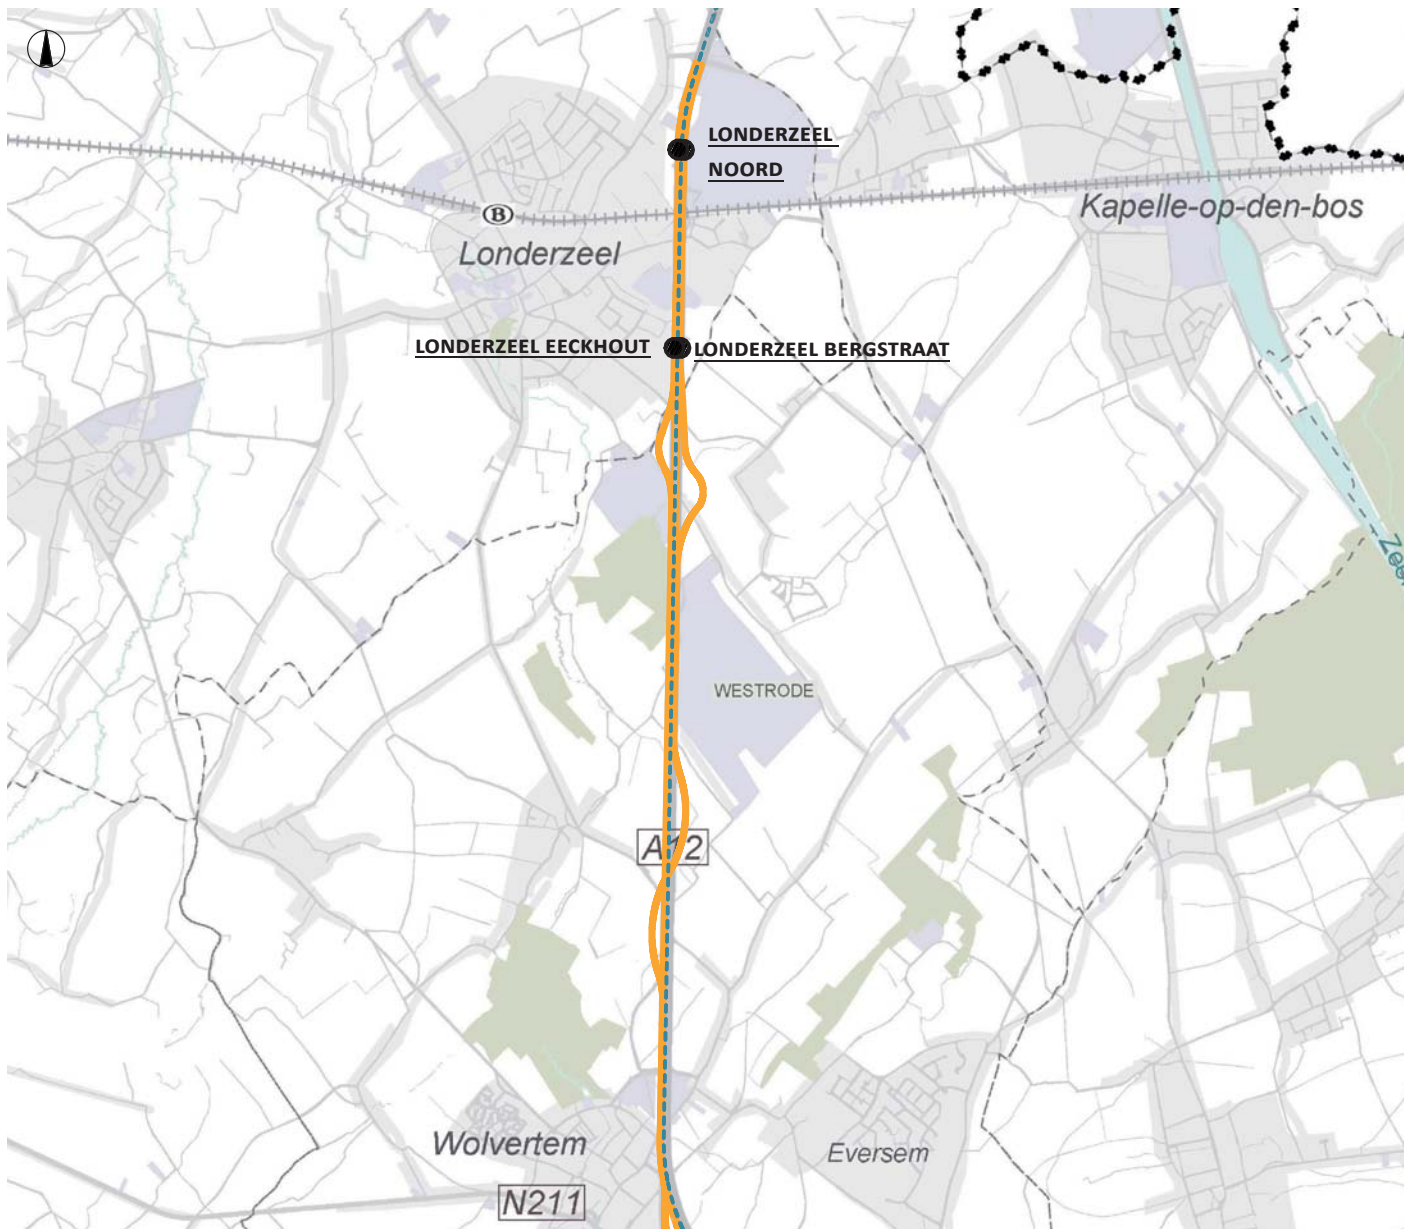 LONDERZEEL
NOORD
Kapelle-op-den-bos
B
Londerzeel
LONDERZEEL EECKHOUT
LONDERZEEL BERGSTRAAT
WESTRODE
A12
Wolvertem
Eversem
N211